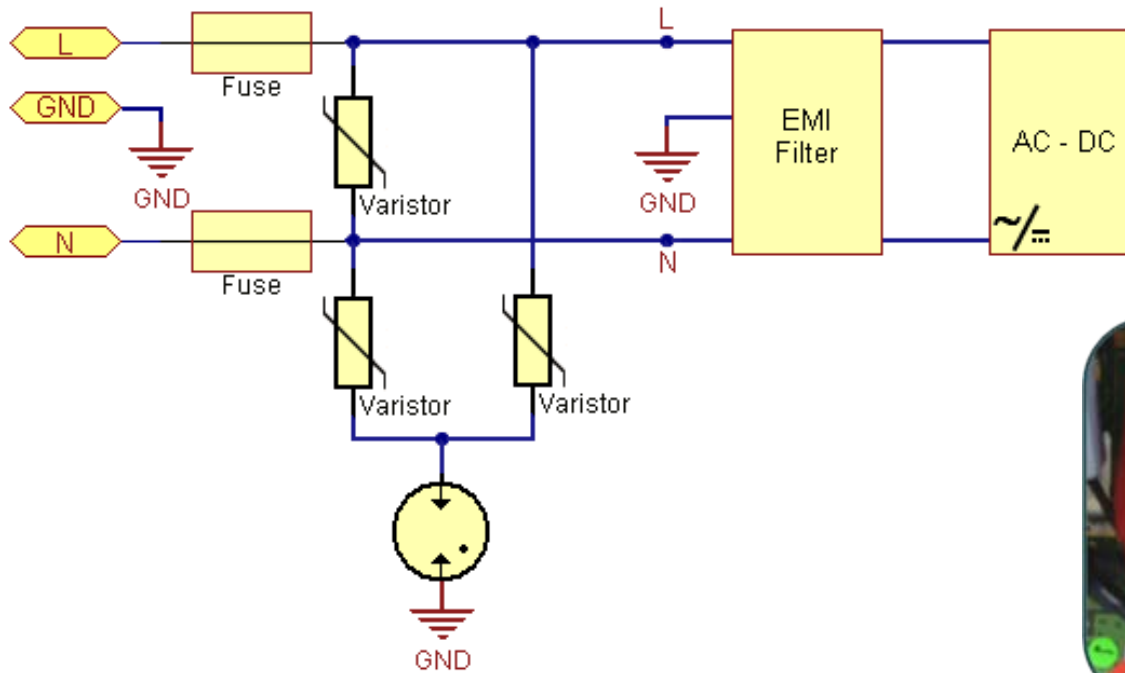 L
Fuse
GND
GND
Varistor
N
Fuse
L
GND
N
EMI
Filter
AC - DC
Varistor
Varistor
GND